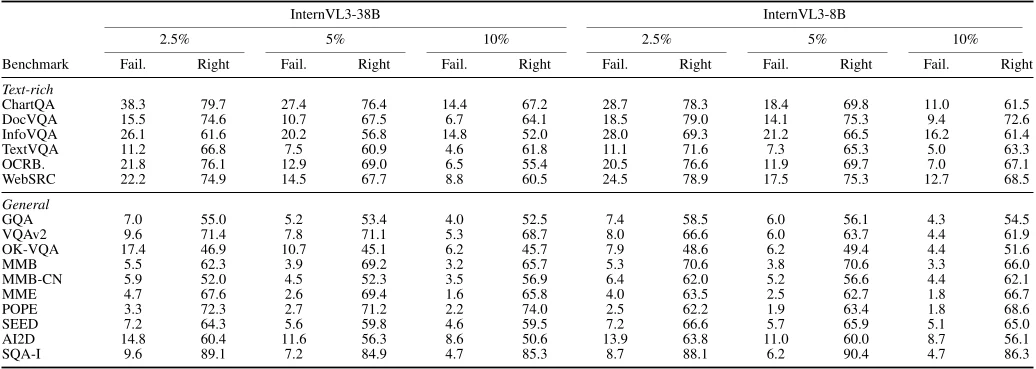 InternVL3-38B InternVL3-8B
2.5% 5% 10% 2.5% 5% 10%
Benchmark Fail. Right Fail. Right Fail. Right Fail. Right Fail. Right Fail. Right
Text-rich
ChartQA 38.3 79.7 27.4 76.4 14.4 67.2 28.7 78.3 18.4 69.8 11.0 61.5
DocVQA 15.5 74.6 10.7 67.5 6.7 64.1 18.5 79.0 14.1 75.3 9.4 72.6
InfoVQA 26.1 61.6 20.2 56.8 14.8 52.0 28.0 69.3 21.2 66.5 16.2 61.4
TextVQA 11.2 66.8 7.5 60.9 4.6 61.8 11.1 71.6 7.3 65.3 5.0 63.3
OCRB. 21.8 76.1 12.9 69.0 6.5 55.4 20.5 76.6 11.9 69.7 7.0 67.1
WebSRC 22.2 74.9 14.5 67.7 8.8 60.5 24.5 78.9 17.5 75.3 12.7 68.5
General
GQA 7.0 55.0 5.2 53.4 4.0 52.5 7.4 58.5 6.0 56.1 4.3 54.5
VQAv2 9.6 71.4 7.8 71.1 5.3 68.7 8.0 66.6 6.0 63.7 4.4 61.9
OK-VQA 17.4 46.9 10.7 45.1 6.2 45.7 7.9 48.6 6.2 49.4 4.4 51.6
MMB 5.5 62.3 3.9 69.2 3.2 65.7 5.3 70.6 3.8 70.6 3.3 66.0
MMB-CN 5.9 52.0 4.5 52.3 3.5 56.9 6.4 62.0 5.2 56.6 4.4 62.1
MME 4.7 67.6 2.6 69.4 1.6 65.8 4.0 63.5 2.5 62.7 1.8 66.7
POPE 3.3 72.3 2.7 71.2 2.2 74.0 2.5 62.2 1.9 63.4 1.8 68.6
SEED 7.2 64.3 5.6 59.8 4.6 59.5 7.2 66.6 5.7 65.9 5.1 65.0
AI2D 14.8 60.4 11.6 56.3 8.6 50.6 13.9 63.8 11.0 60.0 8.7 56.1
SQA-I 9.6 89.1 7.2 84.9 4.7 85.3 8.7 88.1 6.2 90.4 4.7 86.3